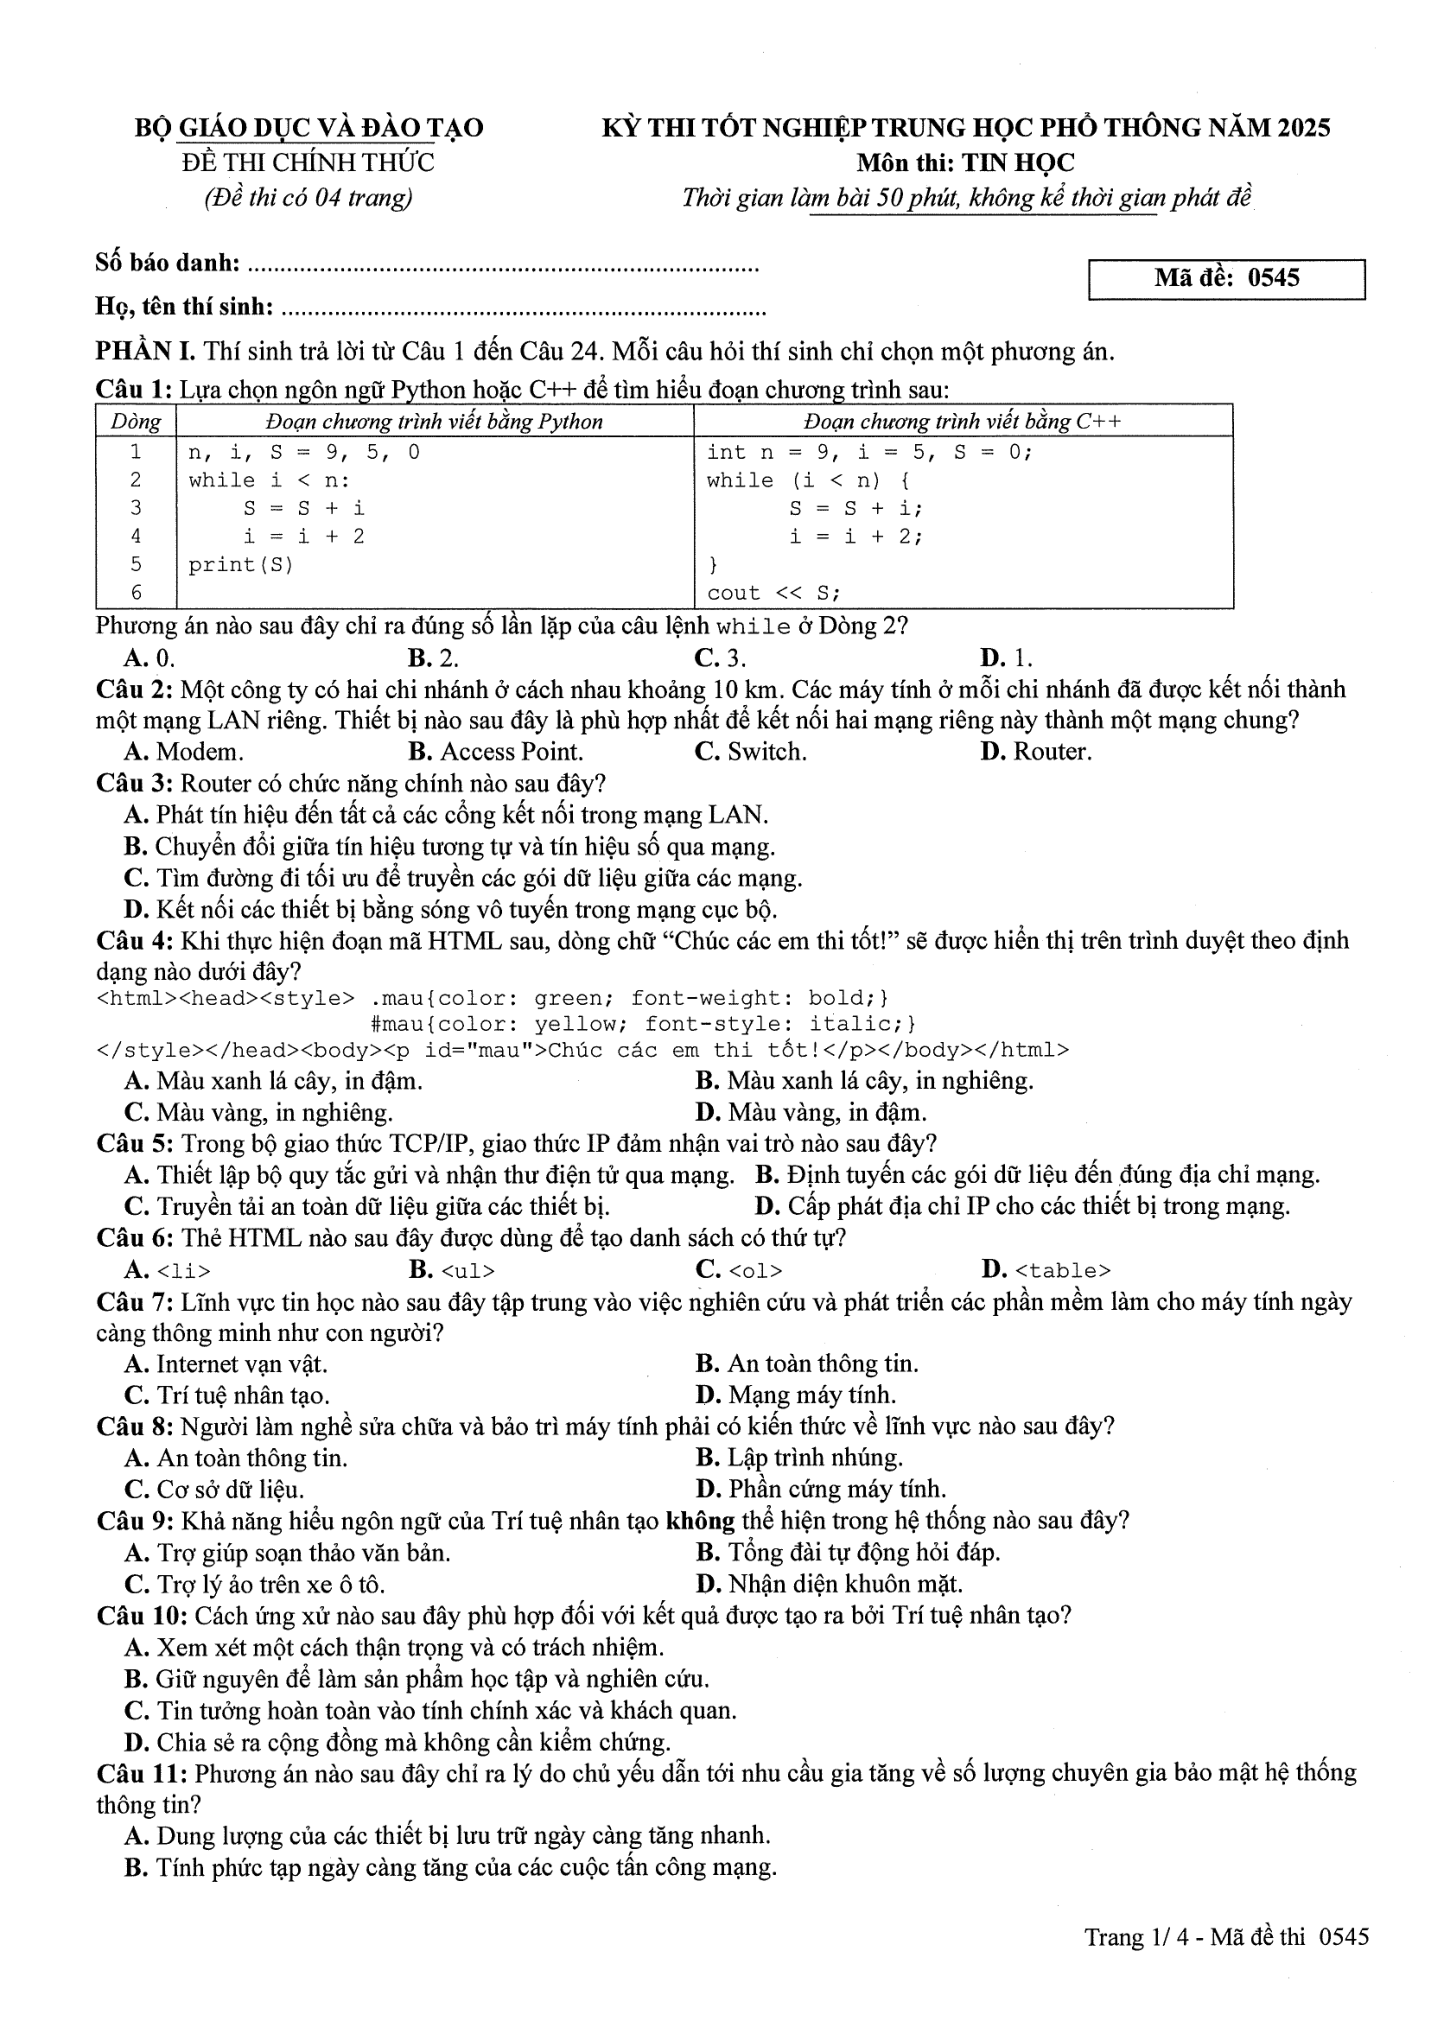 BỘ GIÁO DỤC VÀ ĐÀO TẠO
ĐỀ THI CHÍNH THỨC
(Đề thi có 04 trang)
KỲ THI TỐT NGHIỆP TRUNG HỌC PHỔ THÔNG NĂM 2025
Môn thi: TIN HỌC
Thời gian làm bài 50 phút, không kể thời gian phát đề
Số báo danh: ..............................................................................
Họ, tên thí sinh: ..........................................................................
Mã đề: 0545
PHẦN I. Thí sinh trả lời từ Câu 1 đến Câu 24. Mỗi câu hỏi thí sinh chỉ chọn một phương án.
Câu 1: Lựa chọn ngôn ngữ Python hoặc C++ để tìm hiểu đoạn chương trình sau:
Dòng Đoạn chương trình viết bằng Python Đoạn chương trình viết bằng C++
1 n, i, S = 9, 5, 0 int n = 9, i = 5, S = 0;
2 while i < n: while (i < n) {
3 S = S + i S = S + i;
4 i = i + 2 i = i + 2;
5 print(S) }
6 cout << S;
Phương án nào sau đây chỉ ra đúng số lần lặp của câu lệnh while ở Dòng 2?
A. 0. B. 2. C. 3. D. 1.
Câu 2: Một công ty có hai chi nhánh ở cách nhau khoảng 10 km. Các máy tính ở mỗi chi nhánh đã được kết nối thành
một mạng LAN riêng. Thiết bị nào sau đây là phù hợp nhất để kết nối hai mạng riêng này thành một mạng chung?
A. Modem. B. Access Point. C. Switch. D. Router.
Câu 3: Router có chức năng chính nào sau đây?
A. Phát tín hiệu đến tất cả các cổng kết nối trong mạng LAN.
B. Chuyển đổi giữa tín hiệu tương tự và tín hiệu số qua mạng.
C. Tìm đường đi tối ưu để truyền các gói dữ liệu giữa các mạng.
D. Kết nối các thiết bị bằng sóng vô tuyến trong mạng cục bộ.
Câu 4: Khi thực hiện đoạn mã HTML sau, dòng chữ “Chúc các em thi tốt!” sẽ được hiển thị trên trình duyệt theo định
dạng nào dưới đây?
<html><head><style> .mau{color: green; font-weight: bold;}
#mau{color: yellow; font-style: italic;}
</style></head><body><p id="mau">Chúc các em thi tốt!</p></body></html>
A. Màu xanh lá cây, in đậm. B. Màu xanh lá cây, in nghiêng.
C. Màu vàng, in nghiêng. D. Màu vàng, in đậm.
Câu 5: Trong bộ giao thức TCP/IP, giao thức IP đảm nhận vai trò nào sau đây?
A. Thiết lập bộ quy tắc gửi và nhận thư điện tử qua mạng. B. Định tuyến các gói dữ liệu đến đúng địa chỉ mạng.
C. Truyền tải an toàn dữ liệu giữa các thiết bị. D. Cấp phát địa chỉ IP cho các thiết bị trong mạng.
Câu 6: Thẻ HTML nào sau đây được dùng để tạo danh sách có thứ tự?
A. <li> B. <ul> C. <ol> D. <table>
Câu 7: Lĩnh vực tin học nào sau đây tập trung vào việc nghiên cứu và phát triển các phần mềm làm cho máy tính ngày
càng thông minh như con người?
A. Internet vạn vật. B. An toàn thông tin.
C. Trí tuệ nhân tạo. D. Mạng máy tính.
Câu 8: Người làm nghề sửa chữa và bảo trì máy tính phải có kiến thức về lĩnh vực nào sau đây?
A. An toàn thông tin. B. Lập trình nhúng.
C. Cơ sở dữ liệu. D. Phần cứng máy tính.
Câu 9: Khả năng hiểu ngôn ngữ của Trí tuệ nhân tạo không thể hiện trong hệ thống nào sau đây?
A. Trợ giúp soạn thảo văn bản. B. Tổng đài tự động hỏi đáp.
C. Trợ lý ảo trên xe ô tô. D. Nhận diện khuôn mặt.
Câu 10: Cách ứng xử nào sau đây phù hợp đối với kết quả được tạo ra bởi Trí tuệ nhân tạo?
A. Xem xét một cách thận trọng và có trách nhiệm.
B. Giữ nguyên để làm sản phẩm học tập và nghiên cứu.
C. Tin tưởng hoàn toàn vào tính chính xác và khách quan.
D. Chia sẻ ra cộng đồng mà không cần kiểm chứng.
Câu 11: Phương án nào sau đây chỉ ra lý do chủ yếu dẫn tới nhu cầu gia tăng về số lượng chuyên gia bảo mật hệ thống
thông tin?
A. Dung lượng của các thiết bị lưu trữ ngày càng tăng nhanh.
B. Tính phức tạp ngày càng tăng của các cuộc tấn công mạng.
Trang 1/ 4 - Mã đề thi 0545